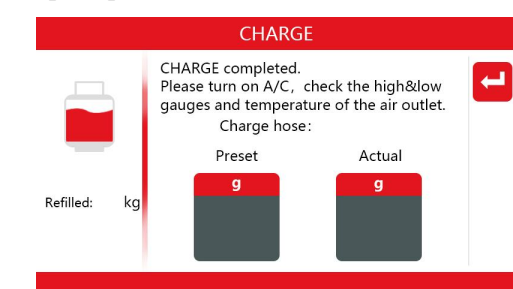 CHARGE
CHARGE completed.
Please turn on A/C, check the high&low
gauges and temperature of the air outlet.
Charge hose:
Preset Actual
g g
Refilled: kg